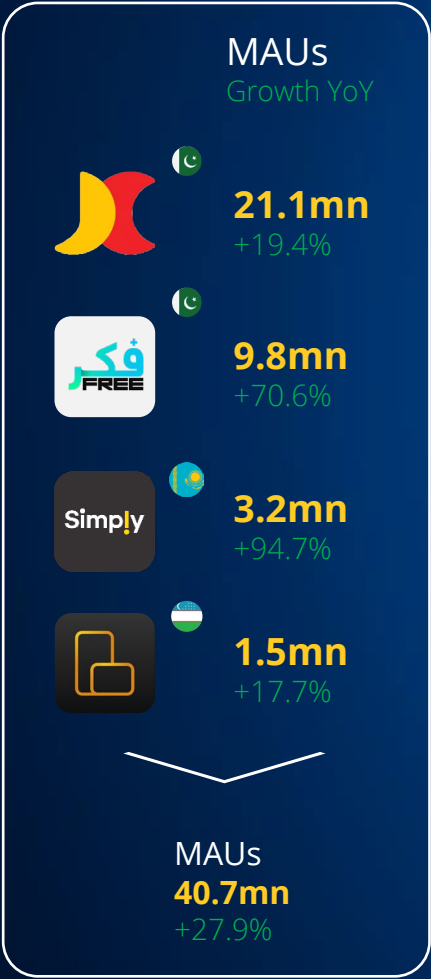 MAUs
Growth YoY
21.1mn
+19.4%
فكر
FREE
9.8mn
+70.6%
Simply
3.2mn
+94.7%
1.5mn
+17.7%
MAUs
40.7mn
+27.9%